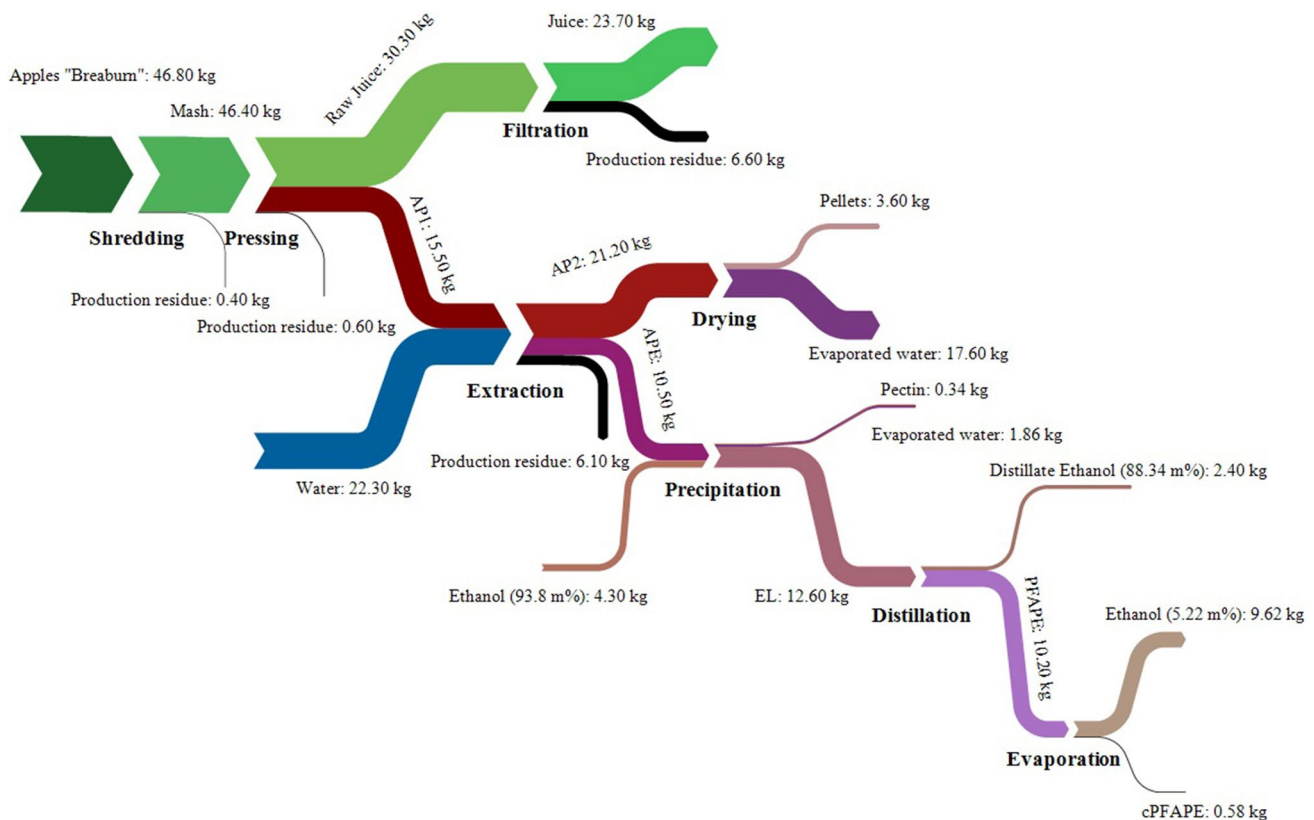 Juice: 23.70 kg
Raw Juice: 30.30 kg
Apples "Breaburn": 46.80 kg
Mash: 46.40 kg
Filtration
Production residue: 6.60 kg
Pellets: 3.60 kg
AP1: 15.50 kg
Shredding
Pressing
AP2: 21.20 kg
Production residue: 0.40 kg
Production residue: 0.60 kg
Drying
Evaporated water: 17.60 kg
APE: 10.50 kg
Extraction
Pectin: 0.34 kg
Evaporated water: 1.86 kg
Production residue: 6.10 kg
Water: 22.30 kg
Precipitation
Distillate Ethanol (88.34 m%): 2.40 kg
Ethanol (93.8 m%): 4.30 kg
EL: 12.60 kg
Distillation
PFAPE: 10.20 kg
Ethanol (5.22 m%): 9.62 kg
Evaporation
cPFAPE: 0.58 kg